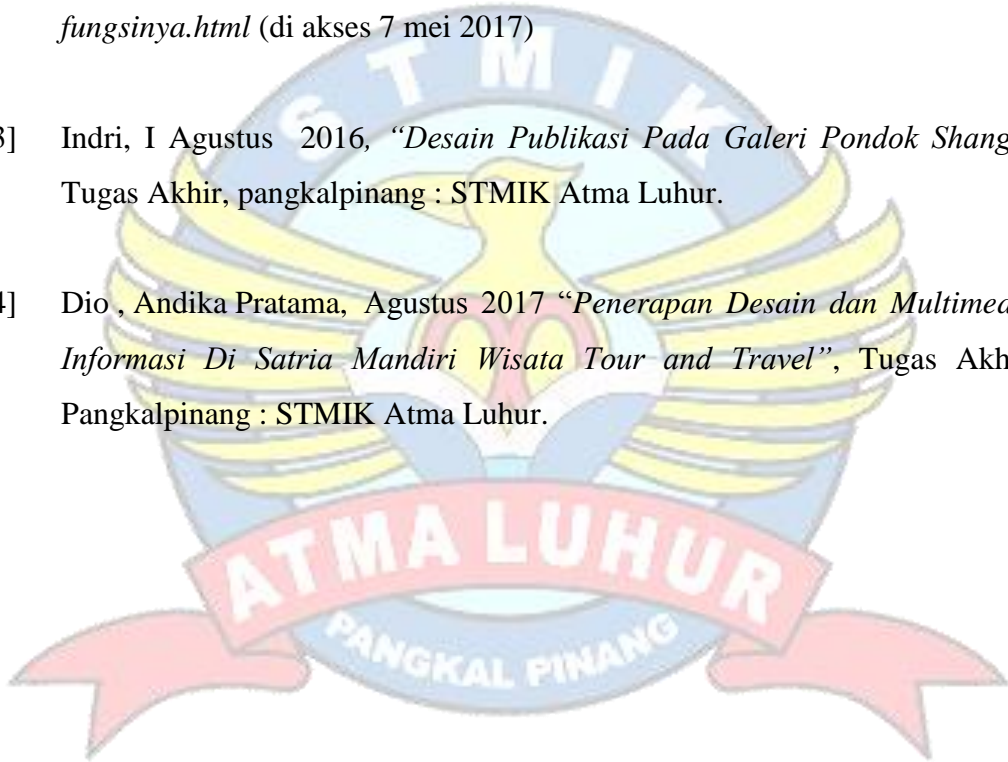 fungsinya.html (di akses 7 mei 2017)
3] Indri, I Agustus 2016, “Desain Publikasi Pada Galeri Pondok Shang
Tugas Akhir, pangkalpinang : STMIK Atma Luhur.
4] Dio , Andika Pratama, Agustus 2017 “Penerapan Desain dan Multimed
Informasi Di Satria Mandiri Wisata Tour and Travel”, Tugas Akh
Pangkalpinang : STMIK Atma Luhur.
STMIK
ATMA LUHUR
PANGKAL PINANG